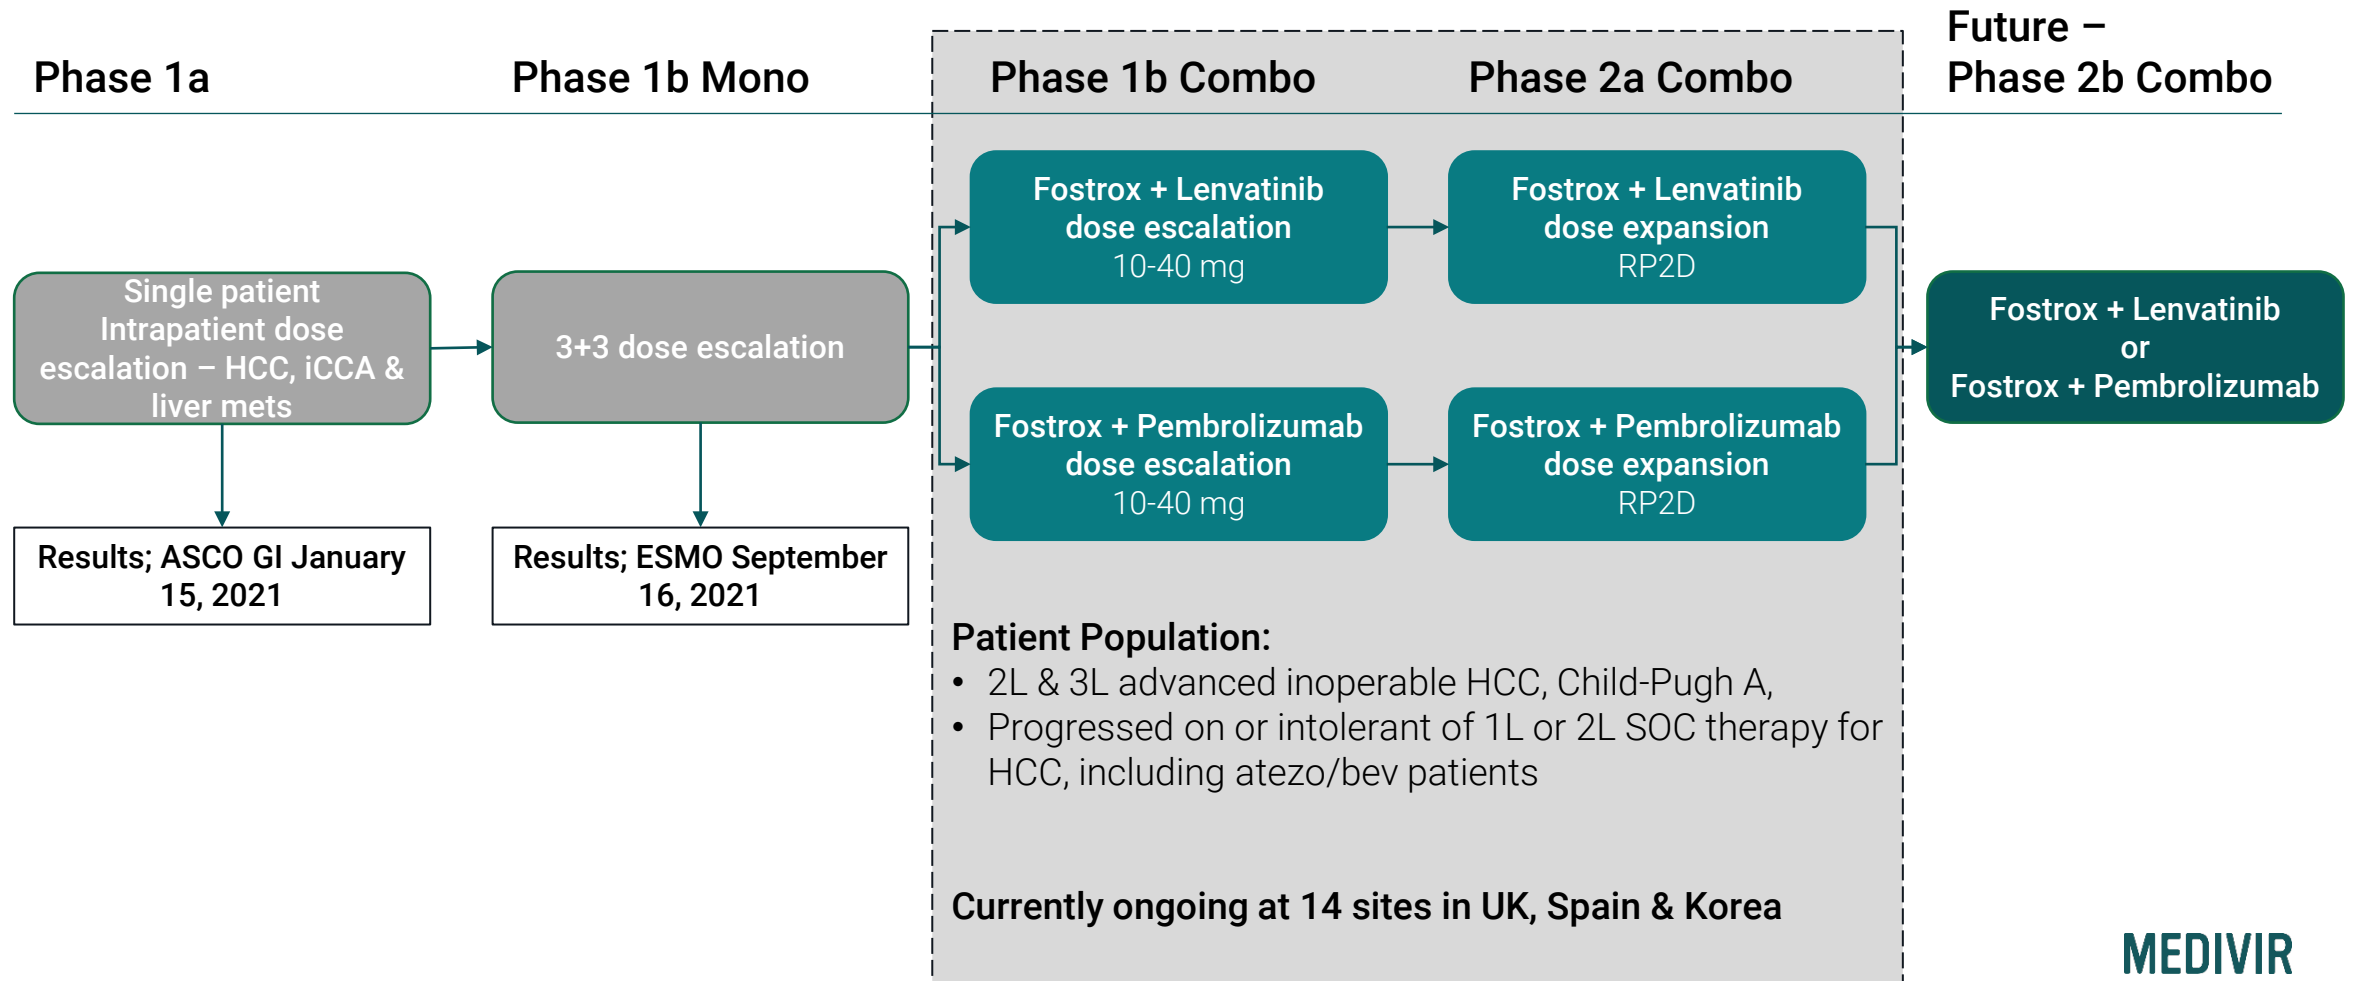 Phase 1a
Phase 1b Mono
Phase 1b Combo
Phase 2a Combo
Future –
Phase 2b Combo
Single patient
Intrapatient dose
escalation – HCC, iCCA &
liver mets
3+3 dose escalation
Fostrox + Lenvatinib
dose escalation
10-40 mg
Fostrox + Lenvatinib
dose expansion
RP2D
Fostrox + Pembrolizumab
dose escalation
10-40 mg
Fostrox + Pembrolizumab
dose expansion
RP2D
Fostrox + Lenvatinib
or
Fostrox + Pembrolizumab
Results; ASCO GI January
15, 2021
Results; ESMO September
16, 2021
Patient Population:
• 2L & 3L advanced inoperable HCC, Child-Pugh A,
• Progressed on or intolerant of 1L or 2L SOC therapy for
HCC, including atezo/bev patients
Currently ongoing at 14 sites in UK, Spain & Korea
MEDIVIR